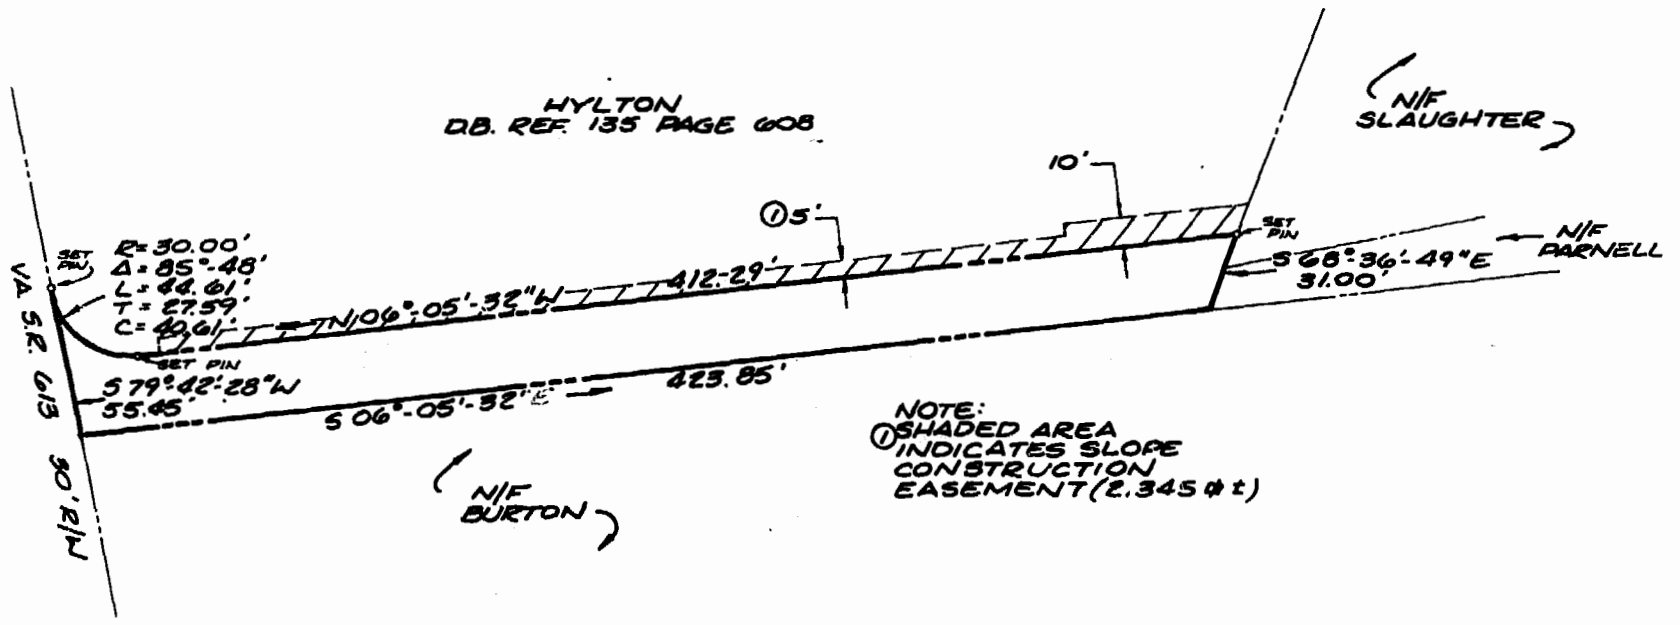 HYLTON
D.B. REF. 135 PAGE 608
N/F
SLAUGHTER
10'
① 5'
SET
PIN
N/F
PARNELL
S 68°-36'-49"E
31.00'
SET
PIN
R= 30.00'
Δ = 85°-48'
L = 44.61'
T = 27.59'
C= 40.61'
SET PIN
N 06°-05'-32"W
412.29'
VA S.R. 613 30' R/W
S 79°-42'-28"W
55.45'
S 06°-05'-32"E
423.85'
N/F
BURTON
NOTE:
① SHADED AREA
INDICATES SLOPE
CONSTRUCTION
EASEMENT (2.345 ±)